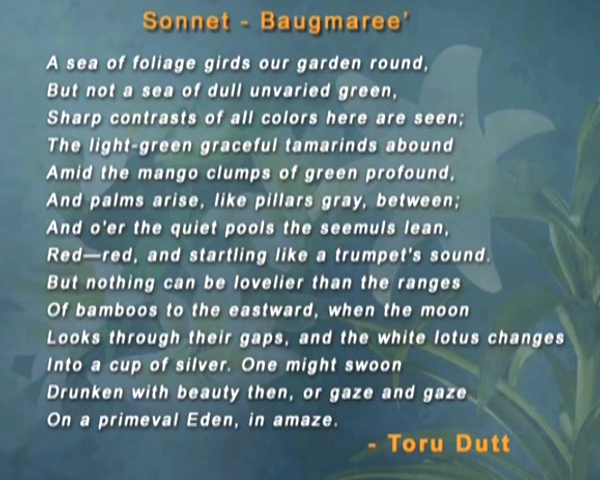 Sonnet - Baugmaree'
A sea of foliage girds our garden round,
But not a sea of dull unvaried green,
Sharp contrasts of all colors here are seen;
The light-green graceful tamarinds abound
Amid the mango clumps of green profound,
And palms arise, like pillars gray, between;
And o'er the quiet pools the seemuls lean,
Red—red, and startling like a trumpet's sound.
But nothing can be lovelier than the ranges
Of bamboos to the eastward, when the moon
Looks through their gaps, and the white lotus changes
Into a cup of silver. One might swoon
Drunken with beauty then, or gaze and gaze
On a primeval Eden, in amaze.
- Toru Dutt